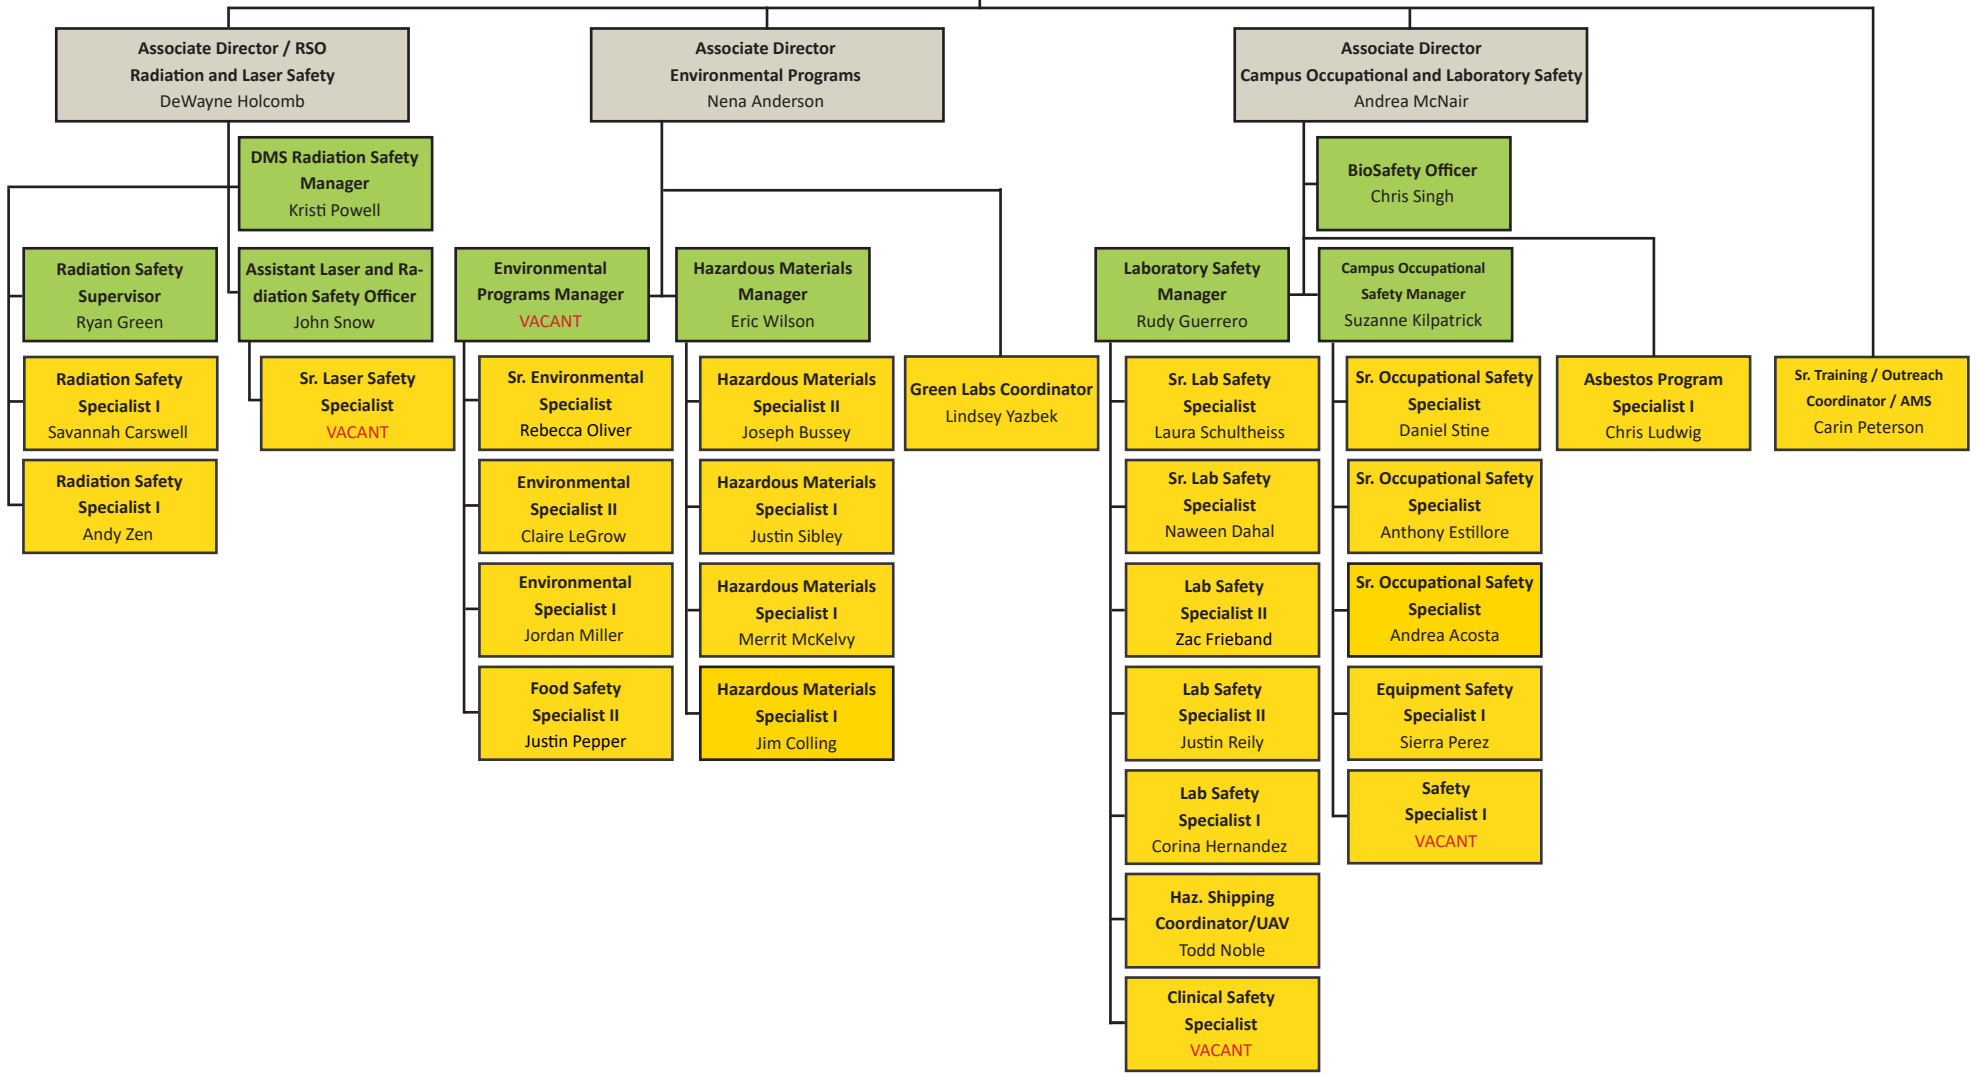 Associate Director / RSO
Radiation and Laser Safety
DeWayne Holcomb
Associate Director
Environmental Programs
Nena Anderson
Associate Director
Campus Occupational and Laboratory Safety
Andrea McNair
DMS Radiation Safety
Manager
Kristi Powell
Radiation Safety
Supervisor
Ryan Green
Assistant Laser and Ra-
diation Safety Officer
John Snow
Radiation Safety
Specialist I
Savannah Carswell
Sr. Laser Safety
Specialist
VACANT
Radiation Safety
Specialist I
Andy Zen
Environmental
Programs Manager
VACANT
Hazardous Materials
Manager
Eric Wilson
Sr. Environmental
Specialist
Rebecca Oliver
Environmental
Specialist II
Claire LeGrow
Environmental
Specialist I
Jordan Miller
Food Safety
Specialist II
Justin Pepper
Hazardous Materials
Specialist II
Joseph Bussey
Hazardous Materials
Specialist I
Justin Sibley
Hazardous Materials
Specialist I
Merrit McKelvy
Hazardous Materials
Specialist I
Jim Colling
Green Labs Coordinator
Lindsey Yazbek
BioSafety Officer
Chris Singh
Laboratory Safety
Manager
Rudy Guerrero
Campus Occupational
Safety Manager
Suzanne Kilpatrick
Sr. Lab Safety
Specialist
Laura Schultheiss
Sr. Lab Safety
Specialist
Naween Dahal
Lab Safety
Specialist II
Zac Frieband
Lab Safety
Specialist II
Justin Reily
Lab Safety
Specialist I
Corina Hernandez
Haz. Shipping
Coordinator/UAV
Todd Noble
Clinical Safety
Specialist
VACANT
Sr. Occupational Safety
Specialist
Daniel Stine
Sr. Occupational Safety
Specialist
Anthony Estillore
Sr. Occupational Safety
Specialist
Andrea Acosta
Equipment Safety
Specialist I
Sierra Perez
Safety
Specialist I
VACANT
Asbestos Program
Specialist I
Chris Ludwig
Sr. Training / Outreach
Coordinator / AMS
Carin Peterson